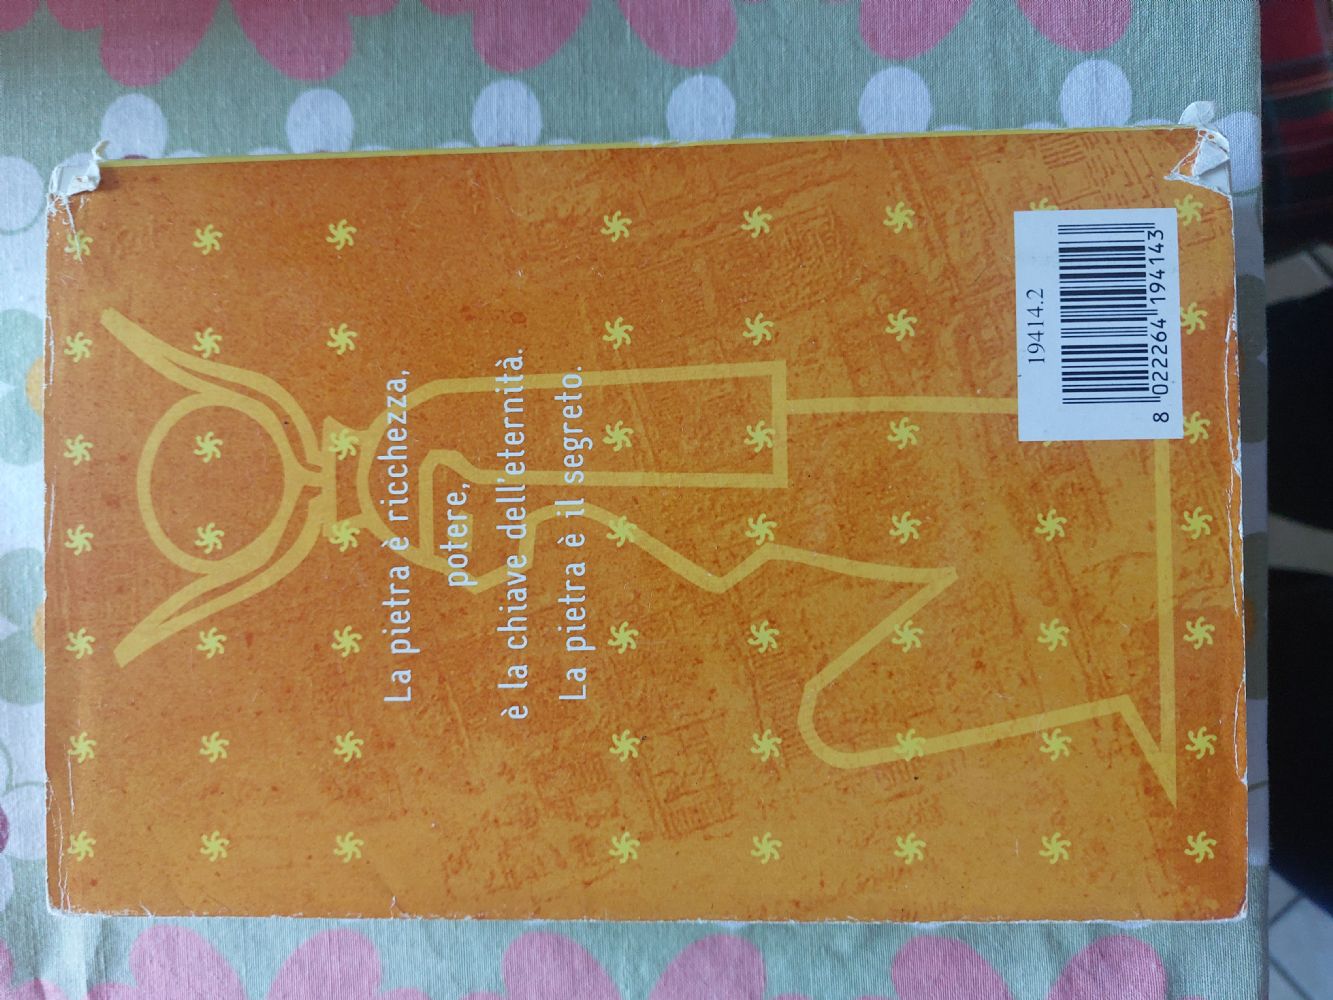 La pietra è ricchezza,
potere,
è la chiave dell'eternità.
La pietra è il segreto.
19414.2
8 022264 194143